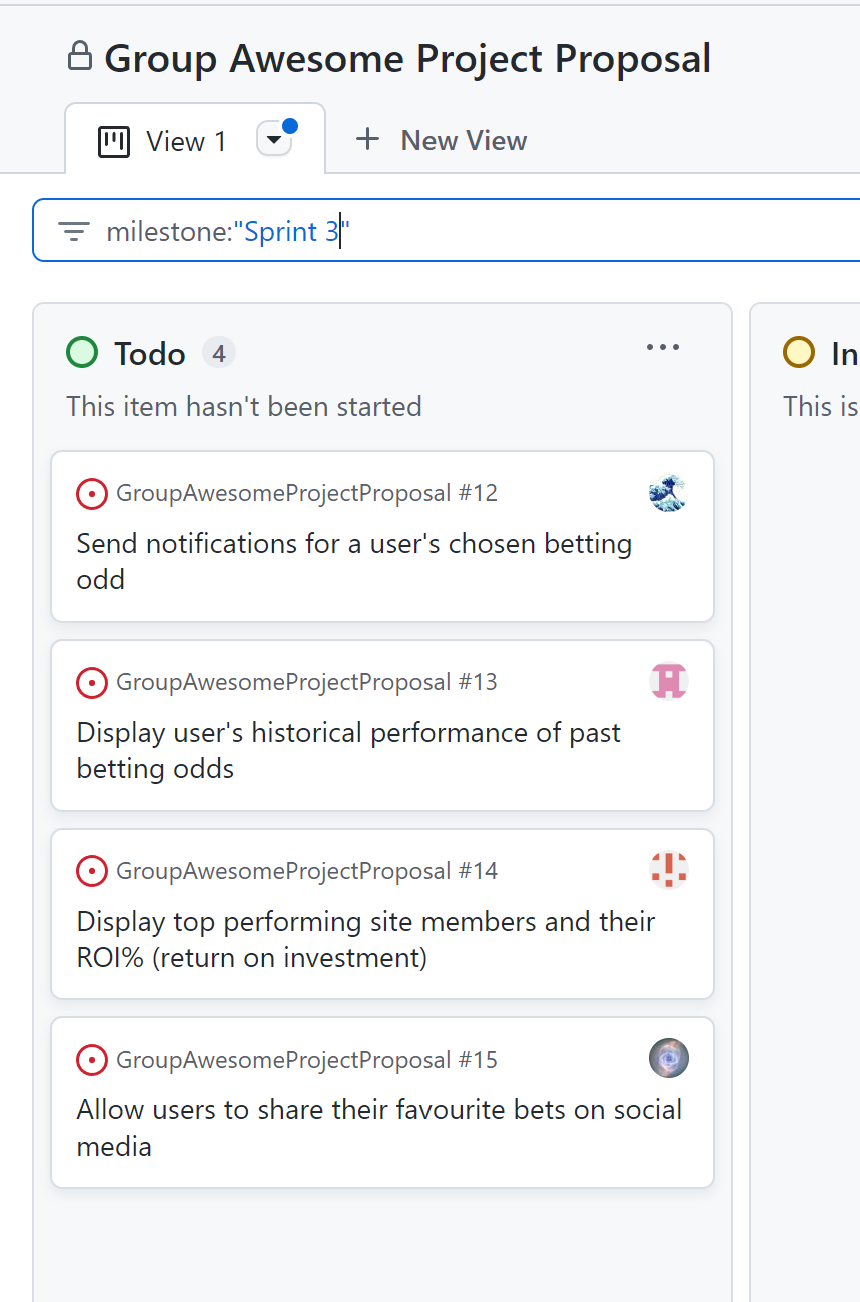 Group Awesome Project Proposal
View 1
New View
milestone:"Sprint 3"
Todo 4
This item hasn't been started
GroupAwesomeProjectProposal #12
Send notifications for a user's chosen betting
odd
GroupAwesomeProjectProposal #13
Display user's historical performance of past
betting odds
GroupAwesomeProjectProposal #14
Display top performing site members and their
ROI% (return on investment)
GroupAwesomeProjectProposal #15
Allow users to share their favourite bets on social
media
In
This is